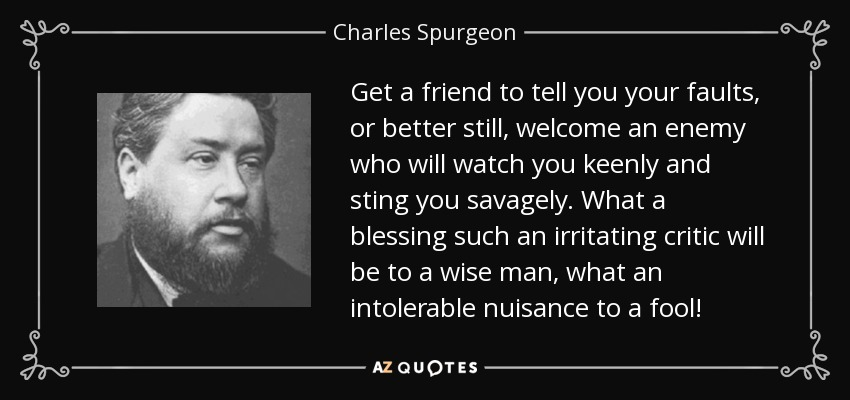 Charles Spurgeon
Get a friend to tell you your faults,
or better still, welcome an enemy
who will watch you keenly and
sting you savagely. What a
blessing such an irritating critic will
be to a wise man, what an
intolerable nuisance to a fool!
AZ QUOTES